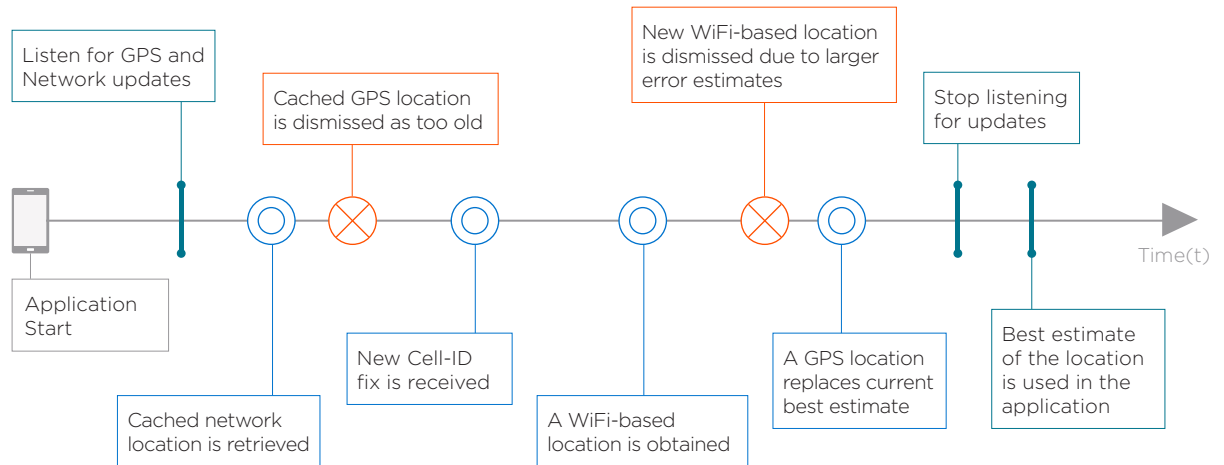 Listen for GPS and
Network updates
Cached GPS location
is dismissed as too old
New WiFi-based location
is dismissed due to larger
error estimates
Stop listening
for updates
Time(t)
Application
Start
Cached network
location is retrieved
New Cell-ID
fix is received
A WiFi-based
location is obtained
A GPS location
replaces current
best estimate
Best estimate
of the location
is used in the
application